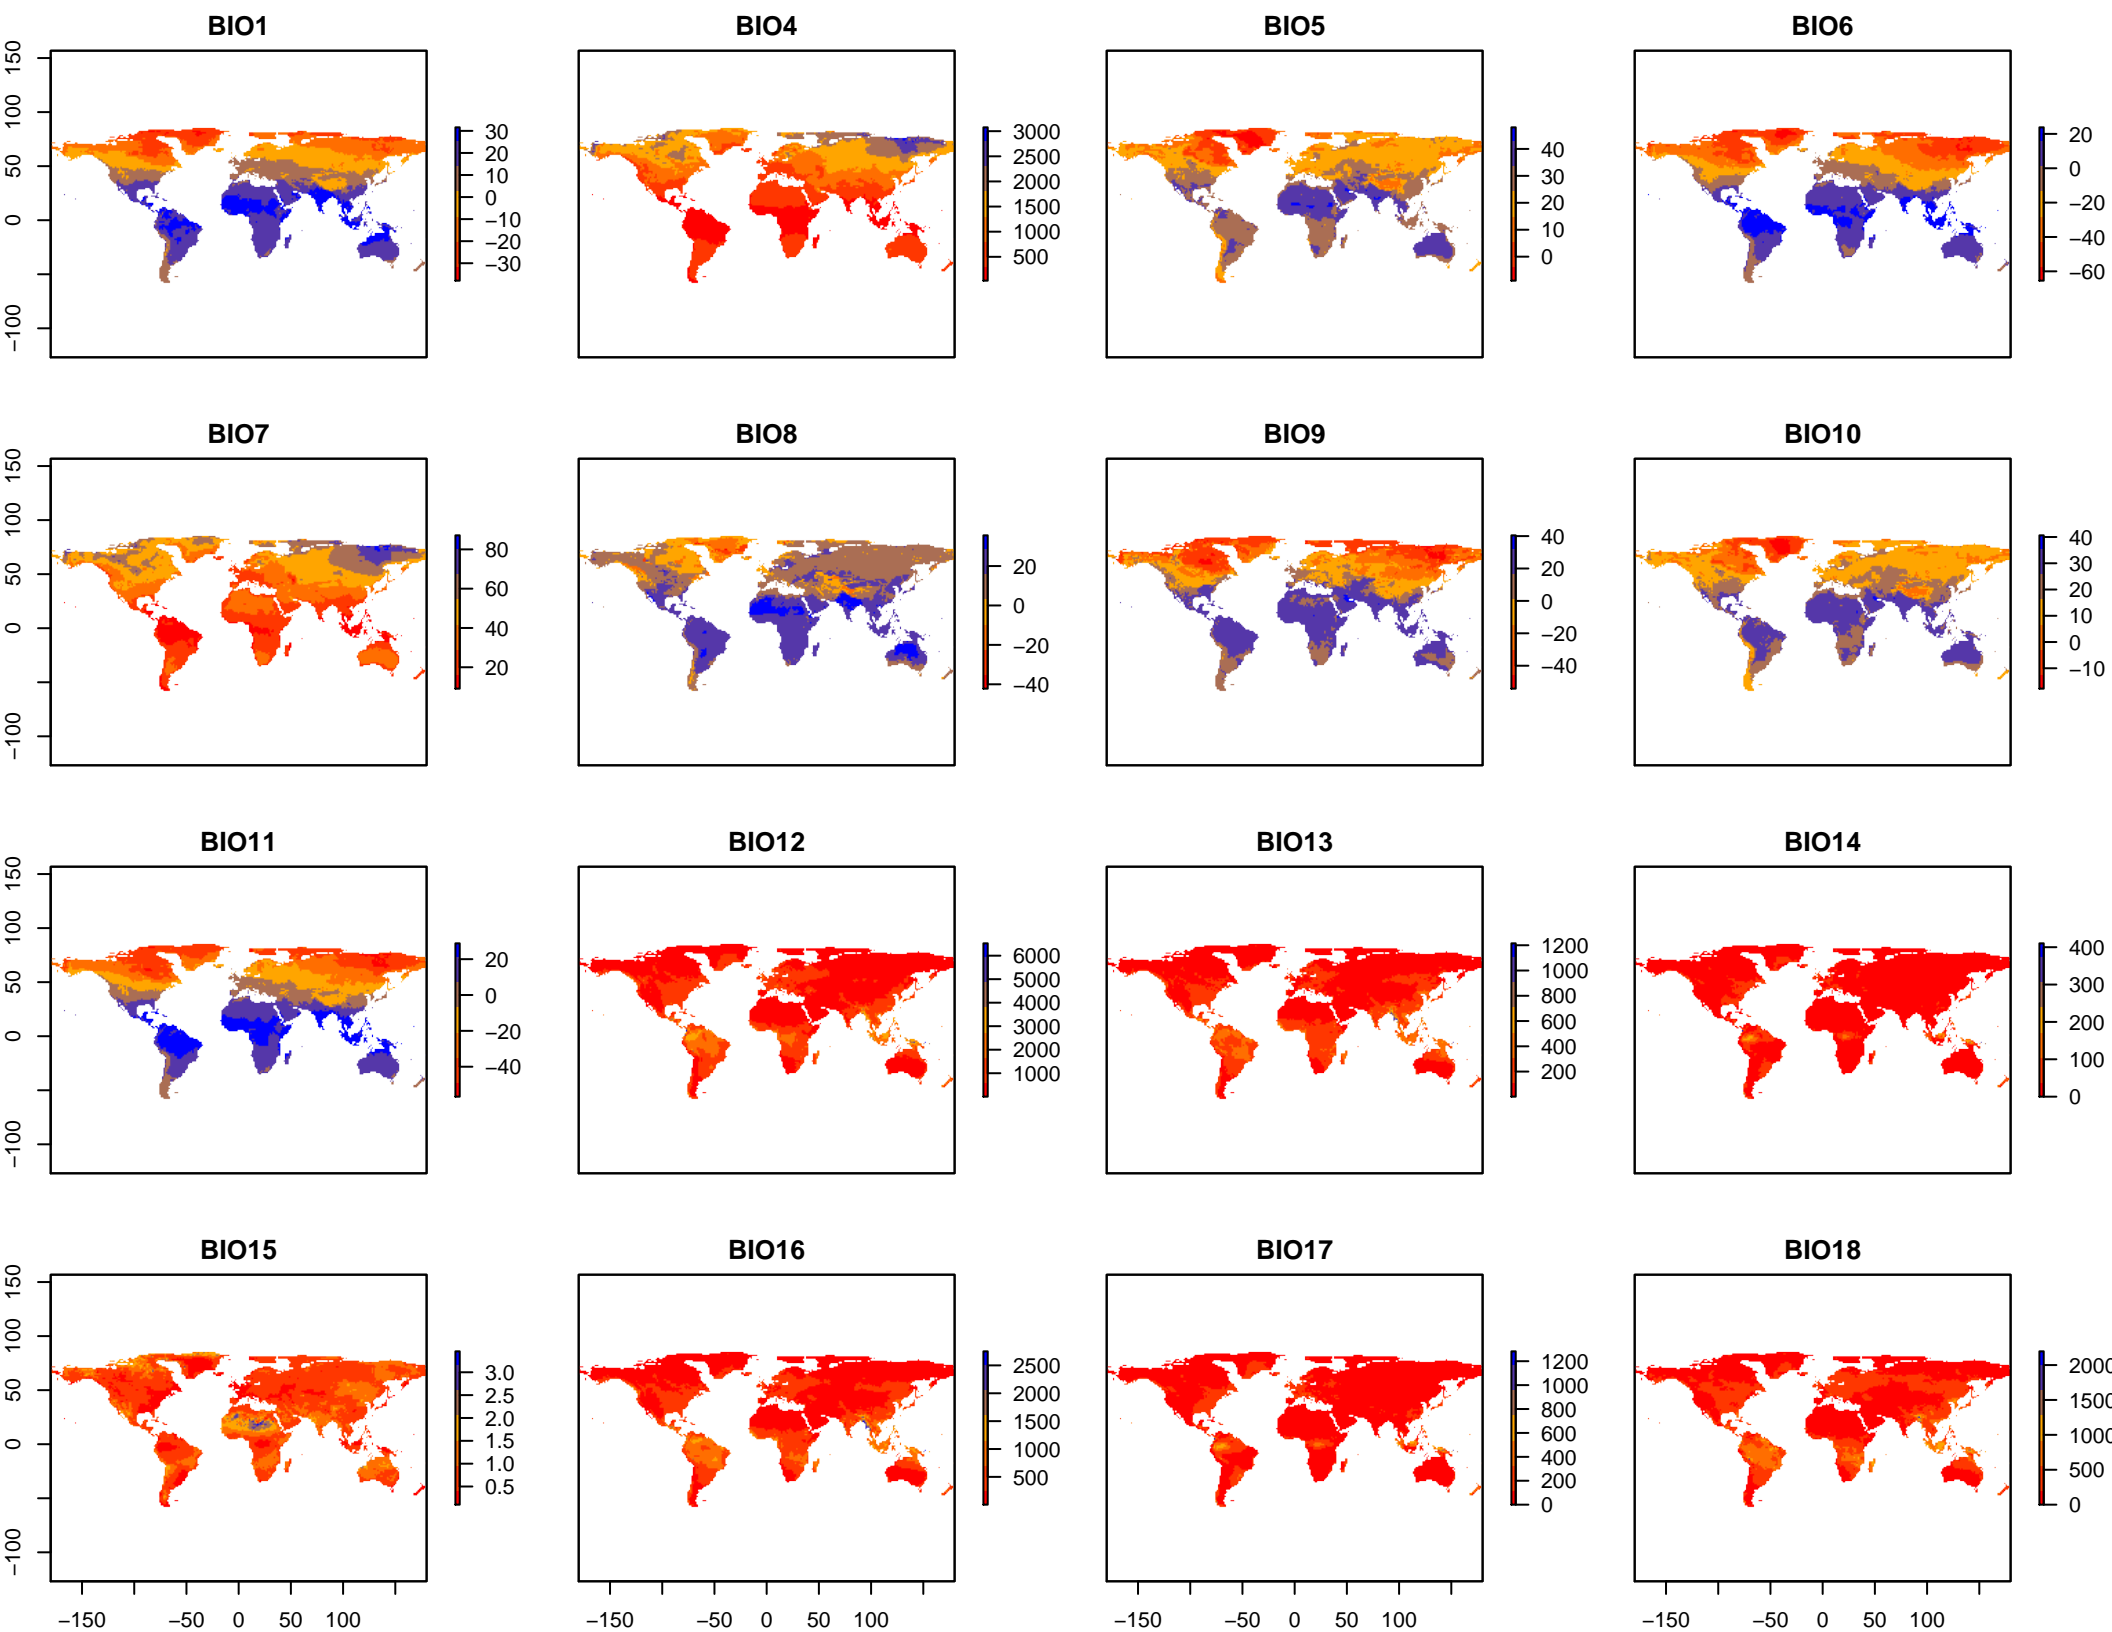 BIO1 BIO4 BIO5 BIO6
150 100 50 0 −100
30 20 10 0 −10 −20 −30
3000 2500 2000 1500 1000 500
40 30 20 10 0
20 0 −20 −40 −60
BIO7 BIO8 BIO9 BIO10
150 100 50 0 −100
80 60 40 20
20 0 −20 −40
40 20 0 −20 −40
40 30 20 10 0 −10
BIO11 BIO12 BIO13 BIO14
150 100 50 0 −100
20 0 −20 −40
6000 5000 4000 3000 2000 1000
1200 1000 800 600 400 200
400 300 200 100 0
BIO15 BIO16 BIO17 BIO18
150 100 50 0 −100
3.0 2.5 2.0 1.5 1.0 0.5
2500 2000 1500 1000 500
1200 1000 800 600 400 200 0
2000 1500 1000 500 0
−150 −50 0 50 100 −150 −50 0 50 100 −150 −50 0 50 100 −150 −50 0 50 100